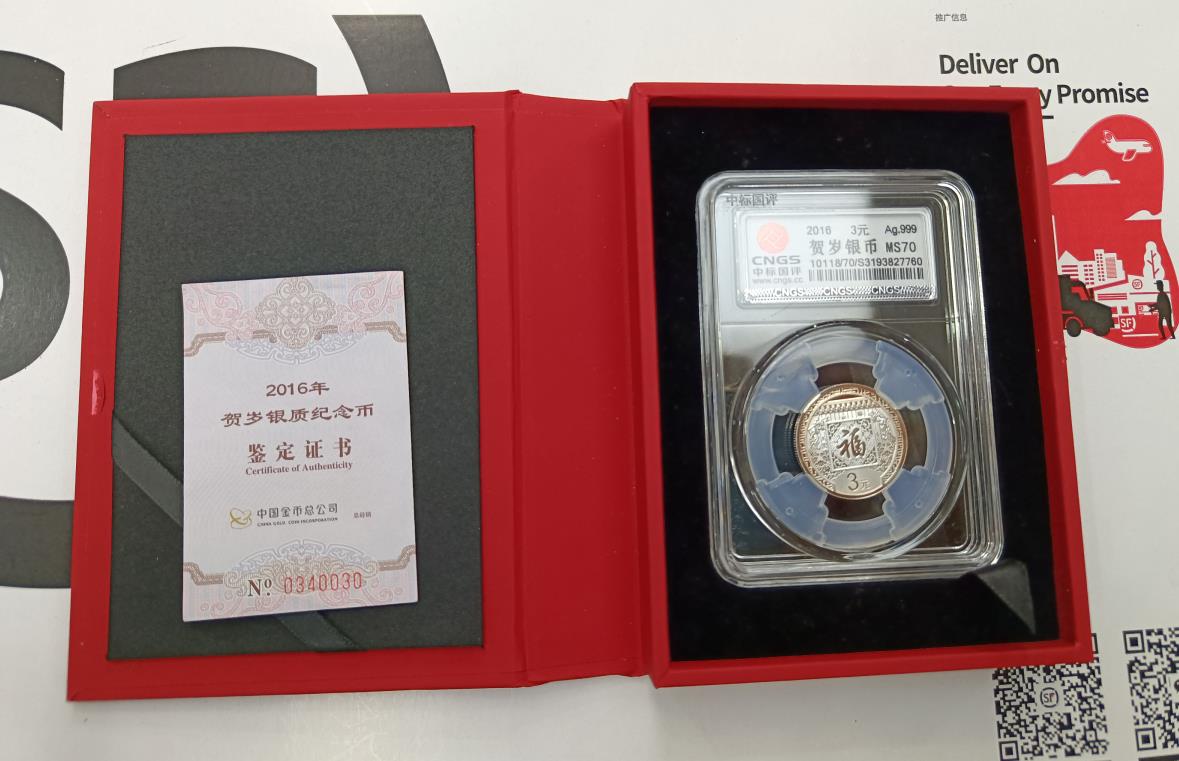 推广信息
Deliver On
Promise
中标国评
2016 3元 Ag.999
贺岁银币 MS70
CNGS
10118/70/S3193827760
中标国评
www.cngs.cc
CNGS CNGS CNGS
福
3元
2016年
贺岁银质纪念币
鉴定证书
Certificate of Authenticity
中国金币总公司
CHINA GOLD COIN INCORPORATION
总经销
Nº 0340030
SF
SF
SF